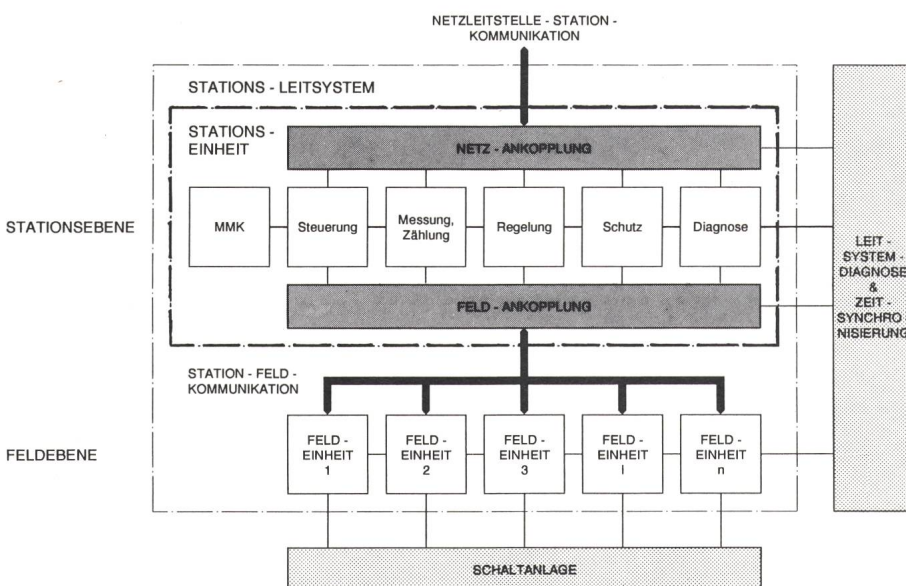 NETZLEITSTELLE - STATION -
KOMMUNIKATION
STATIONS - LEITSYSTEM
STATIONS -
EINHEIT
NETZ - ANKOPPLUNG
STATIONSEBENE
MMK
Steuerung
Messung,
Zählung
Regelung
Schutz
Diagnose
FELD - ANKOPPLUNG
LEIT -
SYSTEM -
DIAGNOSE
&
ZEIT -
SYNCHRO -
NISIERUNG
STATION - FELD -
KOMMUNIKATION
FELDEBENE
FELD -
EINHEIT
1
FELD -
EINHEIT
2
FELD -
EINHEIT
3
FELD -
EINHEIT
I
FELD -
EINHEIT
n
SCHALTANLAGE